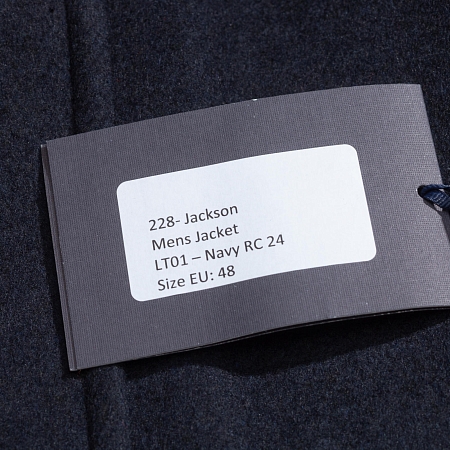 228- Jackson
Mens Jacket
LT01 – Navy RC 24
Size EU: 48